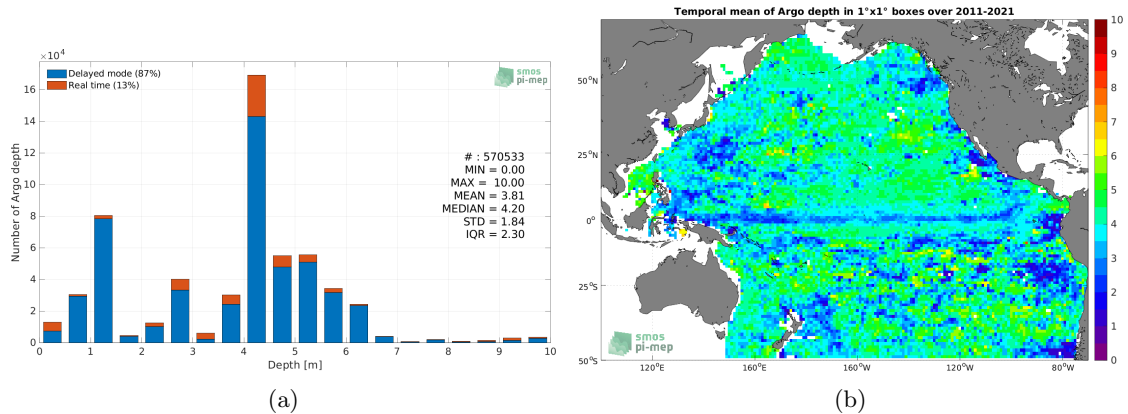 ×10⁴
Delayed mode (87%)
Real time (13%)
smos
pi-mep
# : 570533
MIN = 0.00
MAX = 10.00
MEAN = 3.81
MEDIAN = 4.20
STD = 1.84
IQR = 2.30
Number of Argo depth
16
14
12
10
8
6
4
2
0
0 1 2 3 4 5 6 7 8 9 10
Depth [m]
(a)
Temporal mean of Argo depth in 1°x1° boxes over 2011-2021
50°N
25°N
0°
25°S
50°S
120°E 160°E 160°W 120°W 80°W
smos
pi-mep
10
9
8
7
6
5
4
3
2
1
0
(b)